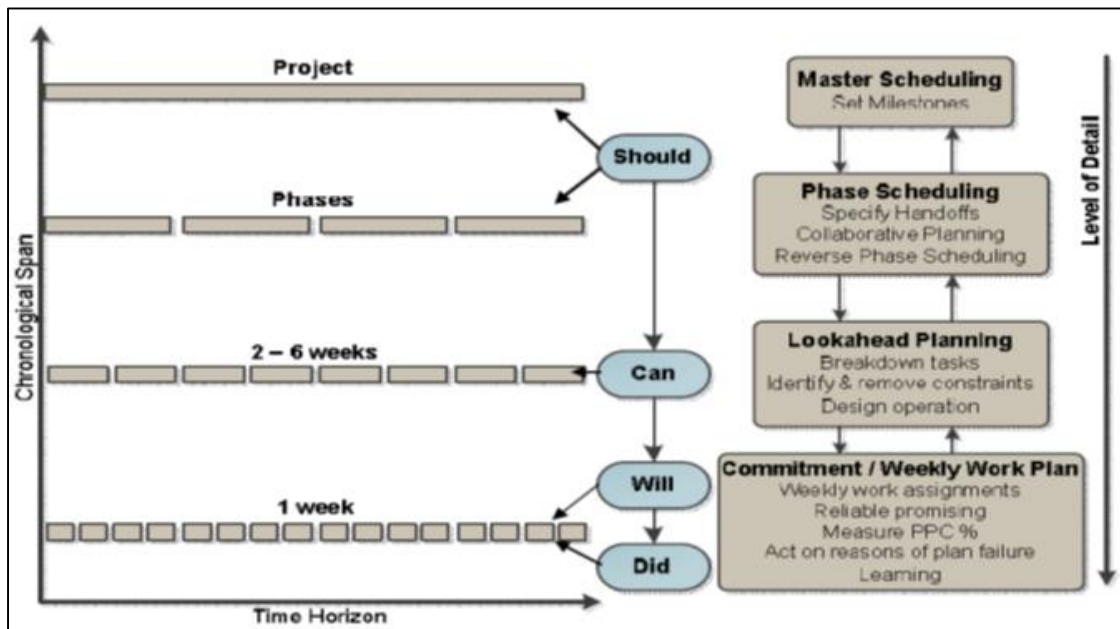 Chronological Span
Project
Phases
2 – 6 weeks
1 week
Time Horizon
Should
Can
Will
Did
Master Scheduling
Set Milestones
Phase Scheduling
Specify Handoffs
Collaborative Planning
Reverse Phase Scheduling
Lookahead Planning
Breakdown tasks
Identify & remove constraints
Design operation
Commitment / Weekly Work Plan
Weekly work assignments
Reliable promising
Measure PPC %
Act on reasons of plan failure
Learning
Level of Detail